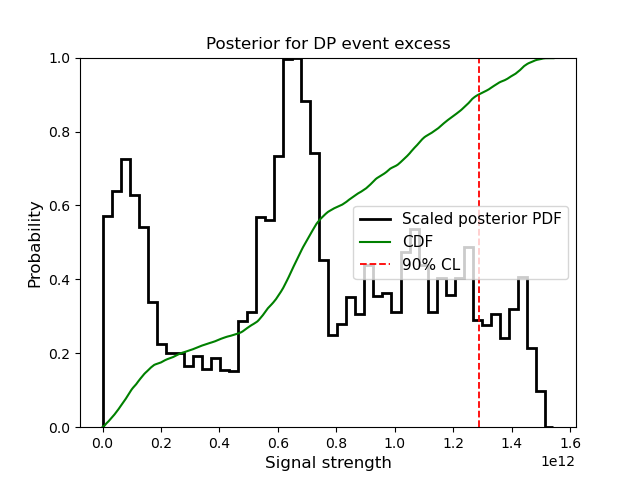 Posterior for DP event excess
1.0
0.8
0.6
0.4
0.2
0.0
Probability
Scaled posterior PDF
CDF
90% CL
0.0 0.2 0.4 0.6 0.8 1.0 1.2 1.4 1.6
1e12
Signal strength